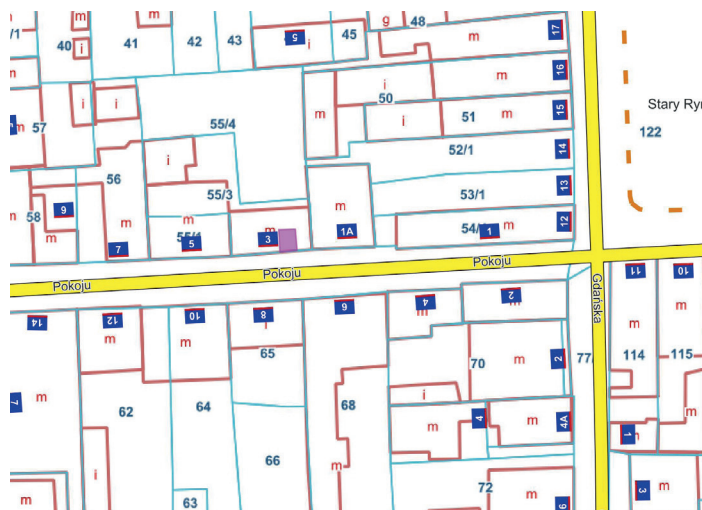 g
48
m
7/1
40
i
41
42
43
5
i
45
m
17
m
i
50
16
m
57
i
i
m
i
51
m
15
Stary Ryn
122
55/4
52/1
14
i
56
55/3
53/1
13
m
58
9
m
m
7
m
55/1
5
m
3
m
1A
54/
1
m
12
Pokoju
Pokoju
Pokoju
Gdańska
14
12
m
10
m
8
9
4
m
2
m
11
m
10
m
65
70
m
2
77/
114
115
7
m
62
64
68
i
m
4
m
4A
m
1
m
i
66
m
m
63
72
m
9
3
m